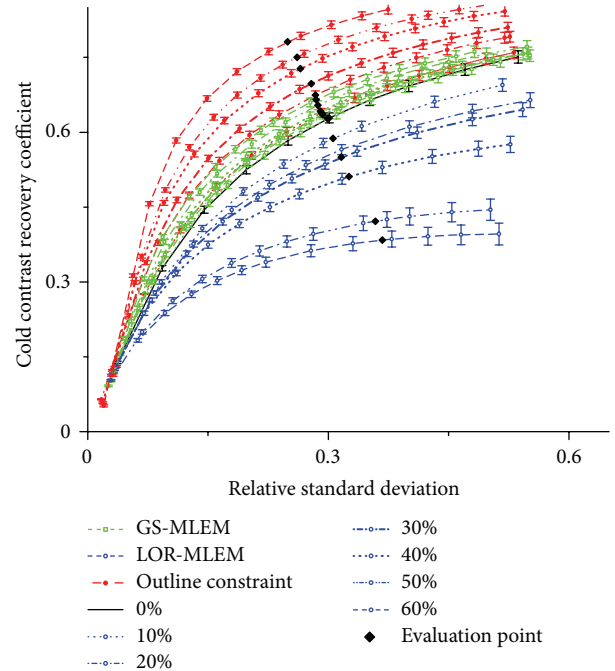 Cold contrast recovery coefficient
0.6
0.3
0
0
0.3
0.6
Relative standard deviation
GS-MLEM
LOR-MLEM
Outline constraint
0%
10%
20%
30%
40%
50%
60%
Evaluation point